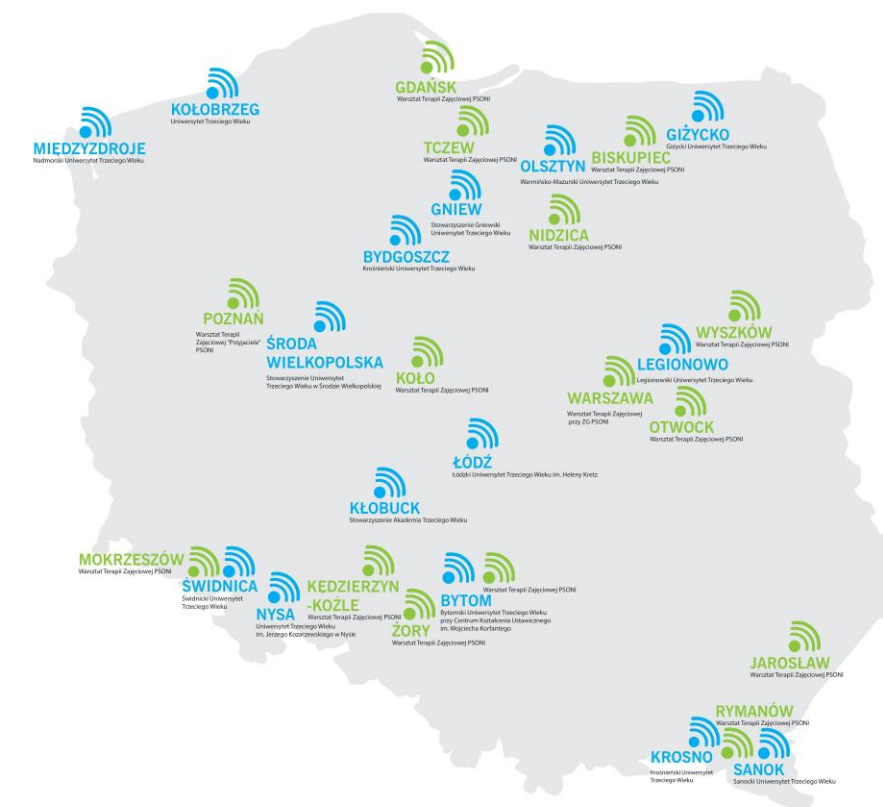 GDAŃSK
Warsztat Terapii Zajęciowej PSONI
KOŁOBRZEG
Uniwersytet Trzeciego Wieku
MIĘDZYZDROJE
Nadmorski Uniwersytet Trzeciego Wieku
TCZEW
Warsztat Terapii Zajęciowej PSONI
OLSZTYN
Warmińsko-Mazurski Uniwersytet Trzeciego Wieku
BISKUPIEC
Warsztat Terapii Zajęciowej PSONI
GIŻYCKO
Giżycki Uniwersytet Trzeciego Wieku
GNIEW
Stowarzyszenie Gniewski
Uniwersytet Trzeciego Wieku
NIDZICA
Warsztat Terapii Zajęciowej PSONI
BYDGOSZCZ
Krośnieński Uniwersytet Trzeciego Wieku
POZNAŃ
Warsztat Terapii
Zajęciowej "Przyjaciele"
PSONI
ŚRODA
WIELKOPOLSKA
Stowarzyszenie Uniwersytet
Trzeciego Wieku w Środzie Wielkopolskiej
KOŁO
Warsztat Terapii Zajęciowej PSONI
WYSZKÓW
Warsztat Terapii Zajęciowej PSONI
LEGIONOWO
Legionowski Uniwersytet Trzeciego Wieku
WARSZAWA
Warsztat Terapii Zajęciowej
przy ZG PSONI
OTWOCK
Warsztat Terapii Zajęciowej PSONI
ŁÓDŹ
Łódzki Uniwersytet Trzeciego Wieku im. Heleny Kretz
KŁOBUCK
Stowarzyszenie Akademia Trzeciego Wieku
MOKRZESZÓW
Warsztat Terapii Zajęciowej PSONI
ŚWIDNICA
Świdnicki Uniwersytet
Trzeciego Wieku
NYSA
Uniwersytet Trzeciego Wieku
im. Jerzego Kozarzewskiego w Nysie
KĘDZIERZYN
-KOŹLE
Warsztat Terapii Zajęciowej PSONI
ŻORY
Warsztat Terapii Zajęciowej PSONI
Warsztat Terapii Zajęciowej PSONI
BYTOM
Bytomski Uniwersytet Trzeciego Wieku
przy Centrum Kształcenia Ustawicznego
im. Wojciecha Korfantego
JAROSŁAW
Warsztat Terapii Zajęciowej PSONI
RYMANÓW
Warsztat Terapii Zajęciowej PSONI
KROSNO
Krośnieński Uniwersytet
Trzeciego Wieku
SANOK
Sanocki Uniwersytet Trzeciego Wieku